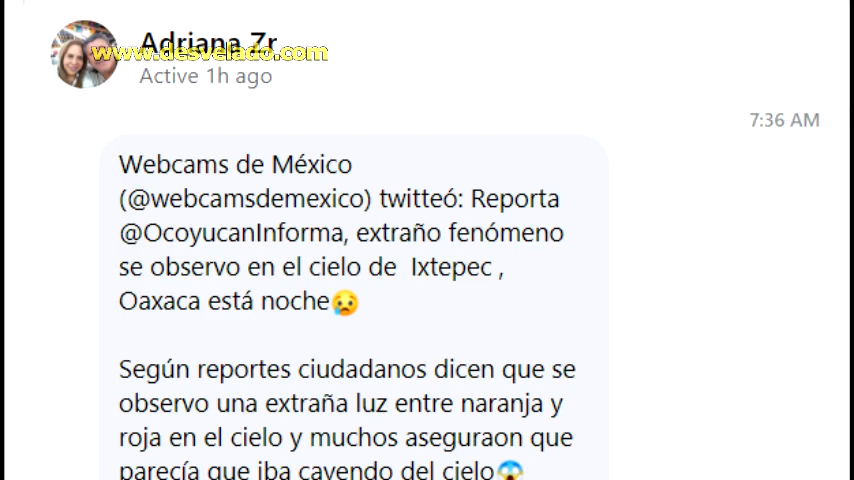 Adriana Zr
www.desvelado.com
Active 1h ago
7:36 AM
Webcams de México
(@webcamsdemexico) twitteó: Reporta
@OcoyucanInforma, extraño fenómeno
se observo en el cielo de Ixtepec ,
Oaxaca está noche😥
Según reportes ciudadanos dicen que se
observo una extraña luz entre naranja y
roja en el cielo y muchos aseguraon que
parecía que iba cayendo del cielo😱